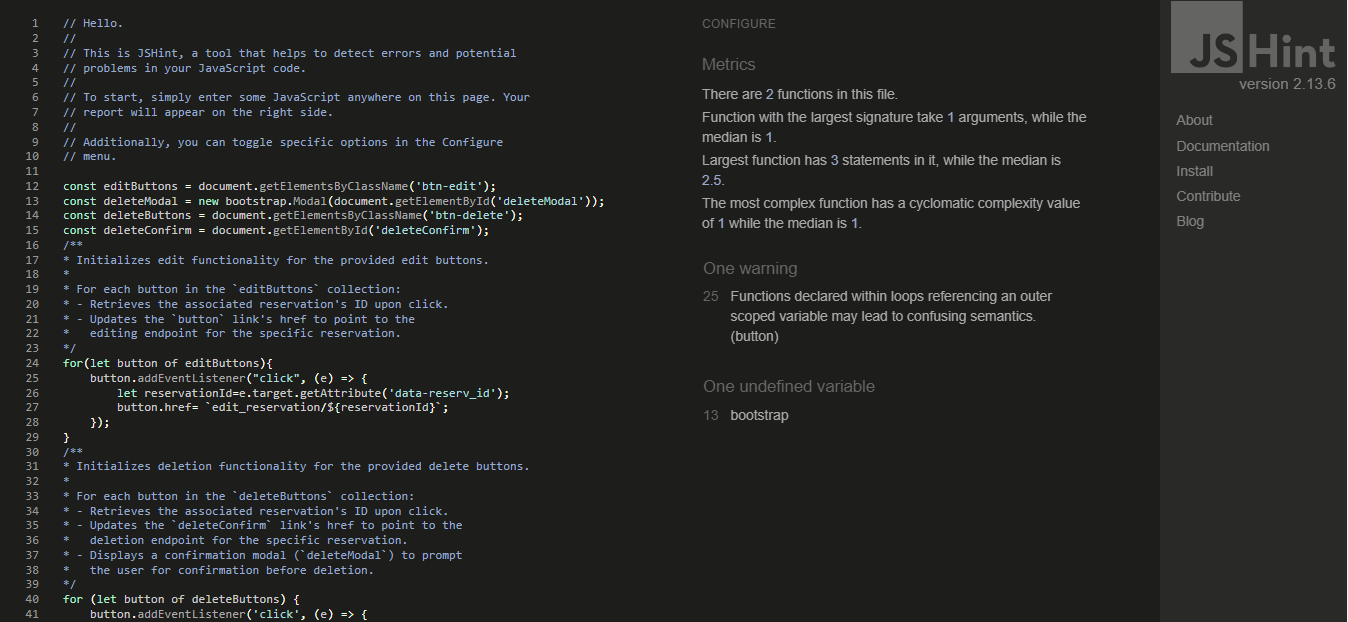 1 // Hello.
2 //
3 // This is JSHint, a tool that helps to detect errors and potential
4 // problems in your JavaScript code.
5 //
6 // To start, simply enter some JavaScript anywhere on this page. Your
7 // report will appear on the right side.
8 //
9 // Additionally, you can toggle specific options in the Configure
10 // menu.
11
12 const editButtons = document.getElementsByClassName('btn-edit');
13 const deleteModal = new bootstrap.Modal(document.getElementById('deleteModal'));
14 const deleteButtons = document.getElementsByClassName('btn-delete');
15 const deleteConfirm = document.getElementById('deleteConfirm');
16 /**
17 * Initializes edit functionality for the provided edit buttons.
18 *
19 * For each button in the `editButtons` collection:
20 * - Retrieves the associated reservation's ID upon click.
21 * - Updates the `button` link's href to point to the
22 *   editing endpoint for the specific reservation.
23 */
24 for(let button of editButtons){
25     button.addEventListener("click", (e) => {
26         let reservationId=e.target.getAttribute('data-reserv_id');
27         button.href= `edit_reservation/${reservationId}`;
28     });
29 }
30 /**
31 * Initializes deletion functionality for the provided delete buttons.
32 *
33 * For each button in the `deleteButtons` collection:
34 * - Retrieves the associated reservation's ID upon click.
35 * - Updates the `deleteConfirm` link's href to point to the
36 *   deletion endpoint for the specific reservation.
37 * - Displays a confirmation modal (`deleteModal`) to prompt
38 *   the user for confirmation before deletion.
39 */
40 for (let button of deleteButtons) {
41     button.addEventListener('click', (e) => {
CONFIGURE
Metrics
There are 2 functions in this file.
Function with the largest signature take 1 arguments, while the
median is 1.
Largest function has 3 statements in it, while the median is
2.5.
The most complex function has a cyclomatic complexity value
of 1 while the median is 1.
One warning
25 Functions declared within loops referencing an outer
scoped variable may lead to confusing semantics.
(button)
One undefined variable
13 bootstrap
JSHint
version 2.13.6
About
Documentation
Install
Contribute
Blog